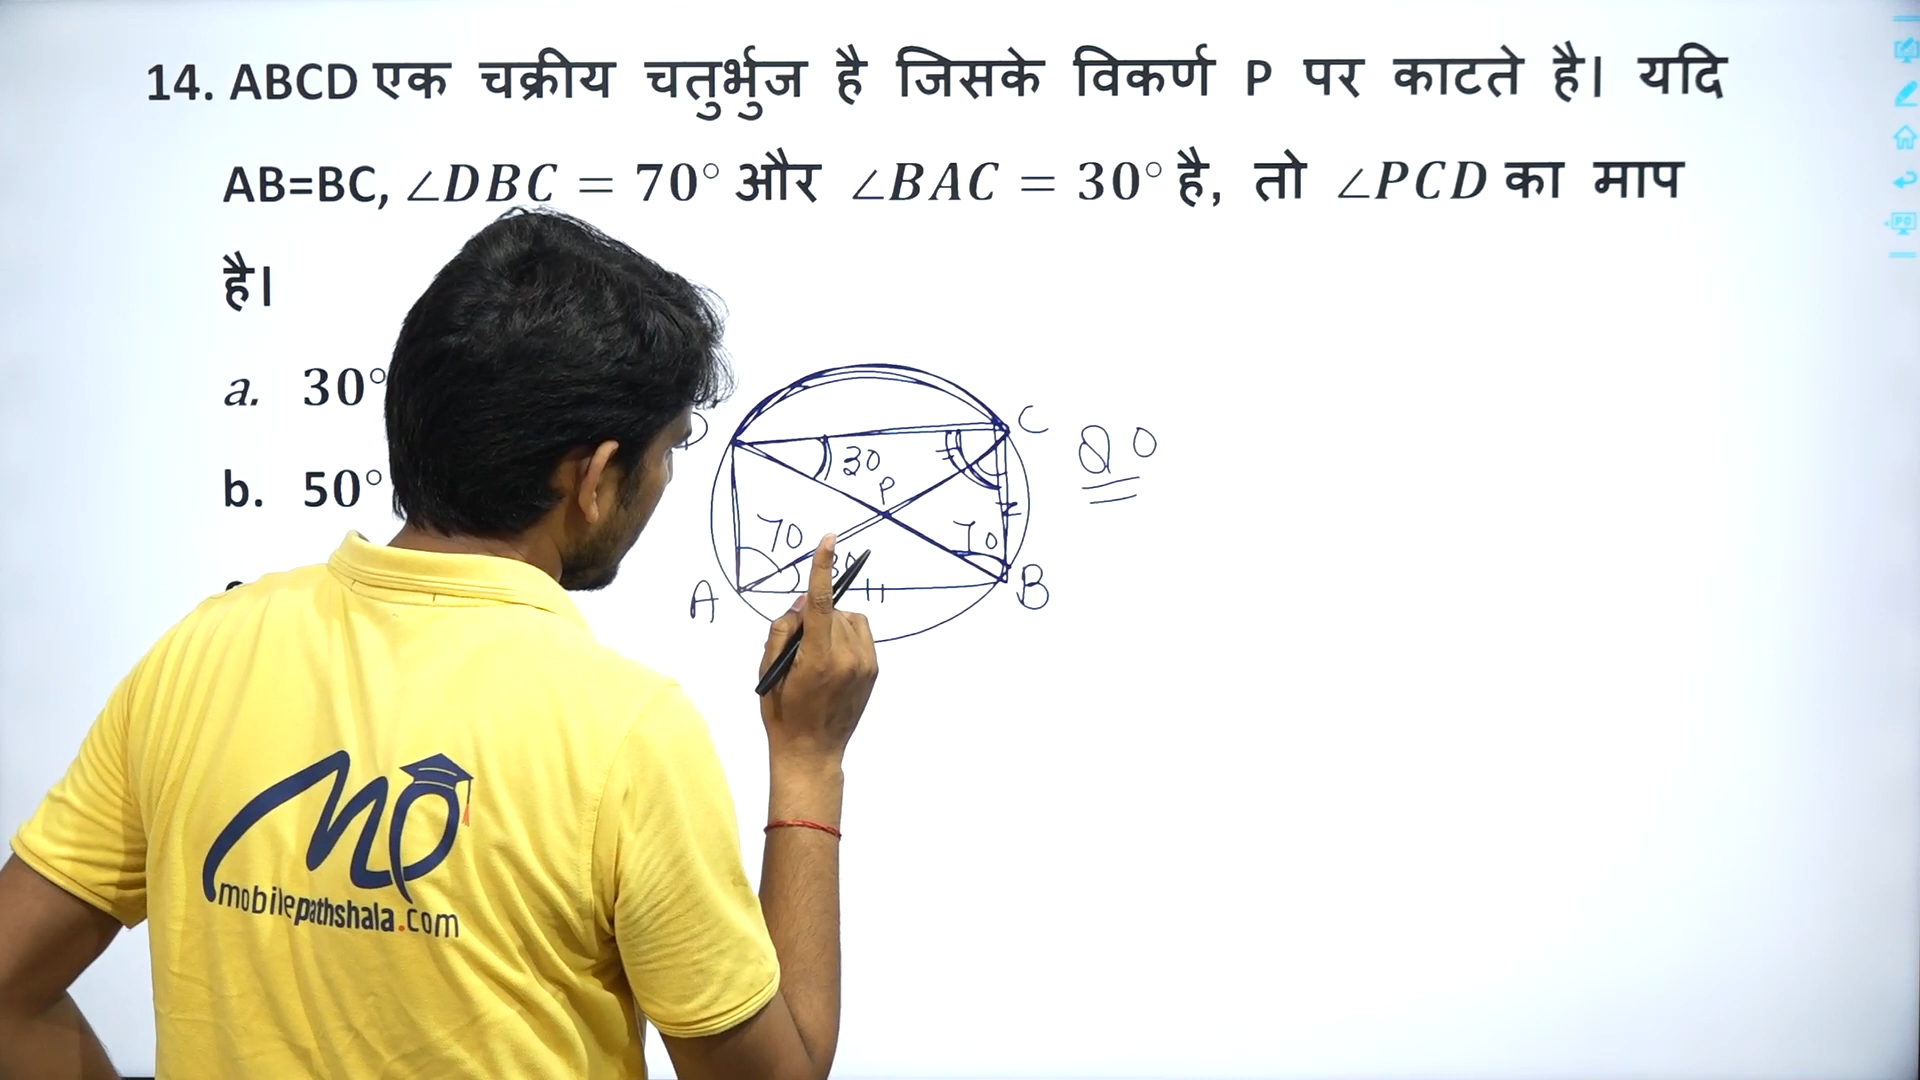 14. ABCD एक चक्रीय चतुर्भुज है जिसके विकर्ण P पर काटते है। यदि
AB=BC, ∠DBC = 70° और ∠BAC = 30° है, तो ∠PCD का माप
है।
a. 30°
b. 50°
C
80
30
P
70
70
A
B
mobilepathshala.com